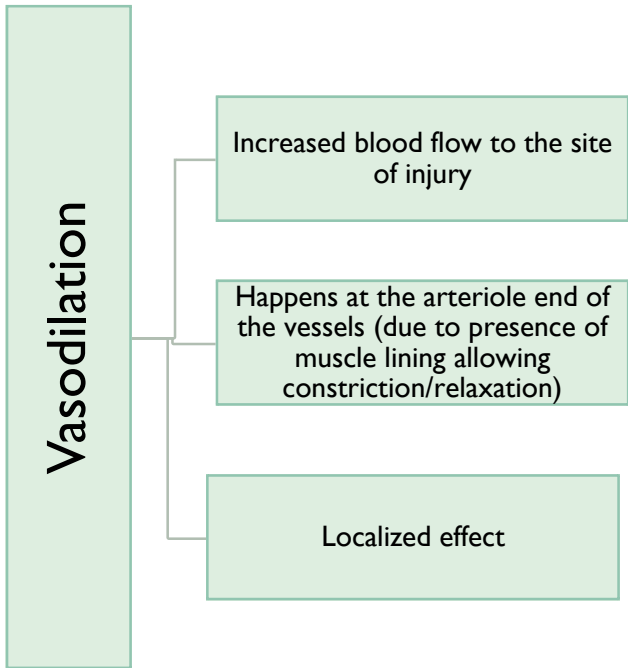 Vasodilation
Increased blood flow to the site
of injury
Happens at the arteriole end of
the vessels (due to presence of
muscle lining allowing
constriction/relaxation)
Localized effect